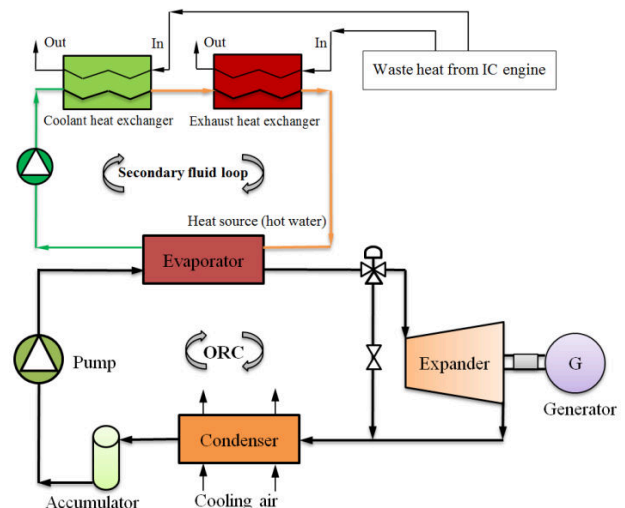 Out
In
Out
In
Waste heat from IC engine
Coolant heat exchanger
Exhaust heat exchanger
Secondary fluid loop
Heat source (hot water)
Evaporator
Pump
ORC
Expander
G
Generator
Condenser
Accumulator
Cooling air